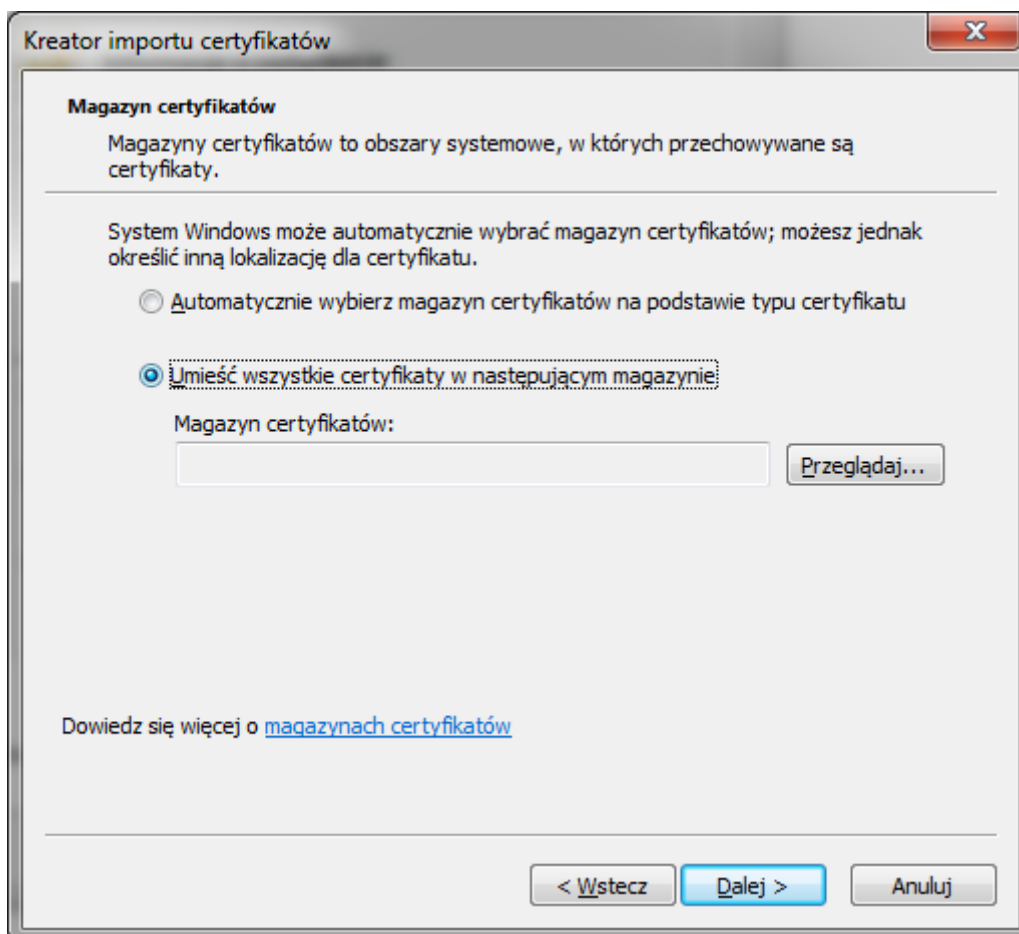 Kreator importu certyfikatów
Magazyn certyfikatów
Magazyny certyfikatów to obszary systemowe, w których przechowywane są
certyfikaty.
System Windows może automatycznie wybrać magazyn certyfikatów; możesz jednak
określić inną lokalizację dla certyfikatu.
Automatycznie wybierz magazyn certyfikatów na podstawie typu certyfikatu
Umieść wszystkie certyfikaty w następującym magazynie
Magazyn certyfikatów:
Przeglądaj...
Dowiedz się więcej o magazynach certyfikatów
< Wstecz
Dalej >
Anuluj